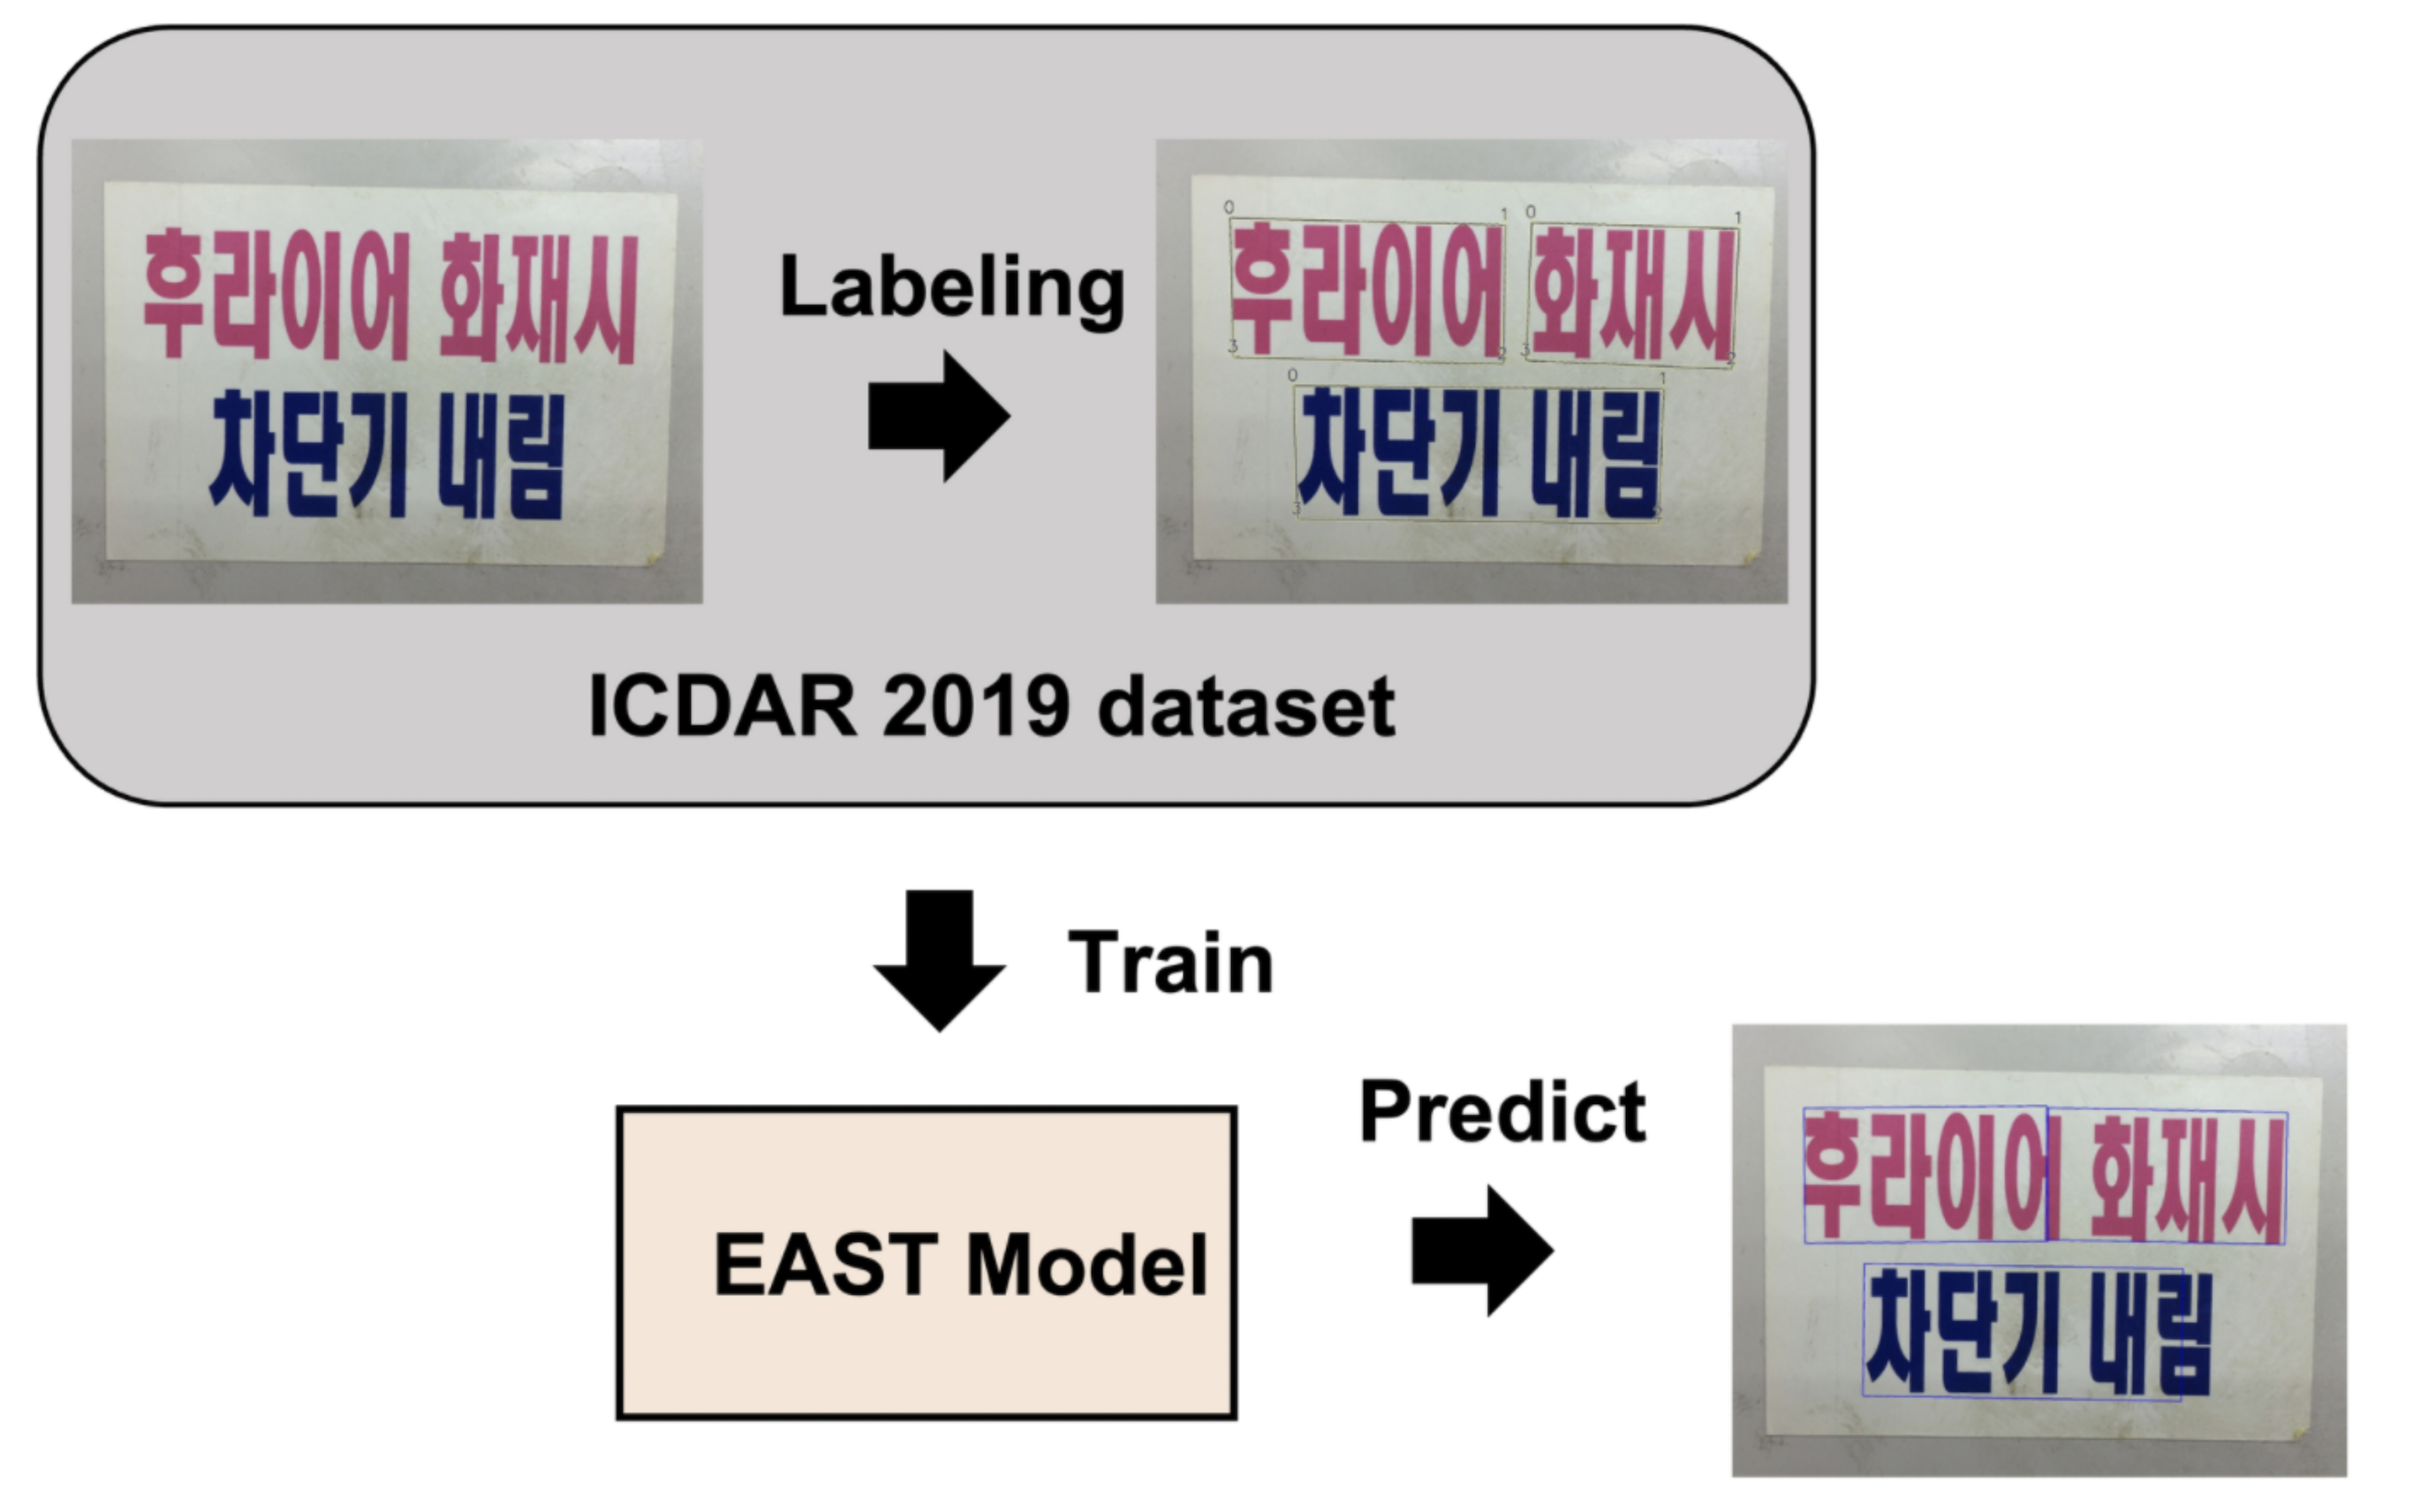 후라이어 화재시
차단기 내림
Labeling
0 1 0 1
후라이어 화재시
3 2 3 2
0 1
차단기 내림
3 2
ICDAR 2019 dataset
Train
EAST Model
Predict
후라이어 화재시
차단기 내림